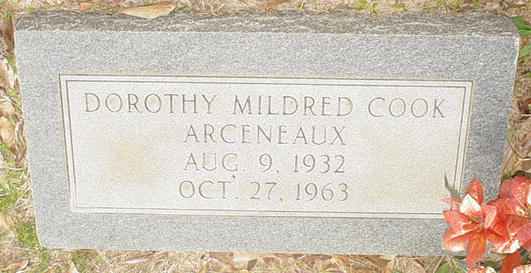 DOROTHY MILDRED COOK
ARCENEAUX
AUG. 9, 1932
OCT. 27, 1963